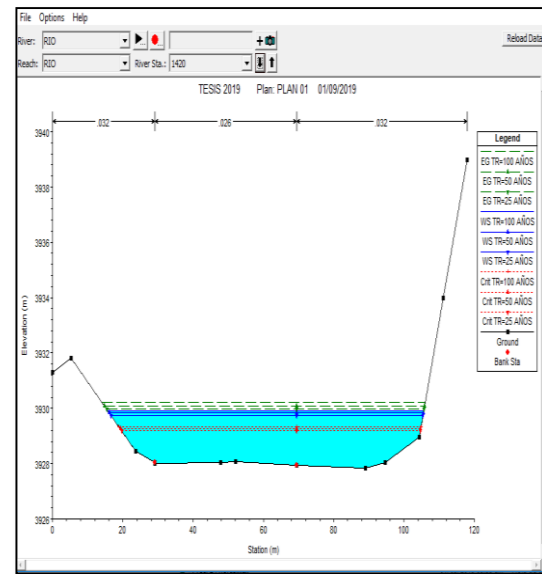 File Options Help
River: RIO
Reload Data
Reach: RIO River Sta.: 1420
TESIS 2019 Plan: PLAN 01 01/09/2019
.032 .026 .032
Legend
EG TR=100 AÑOS
EG TR=50 AÑOS
EG TR=25 AÑOS
WS TR=100 AÑOS
WS TR=50 AÑOS
WS TR=25 AÑOS
Crit TR=100 AÑOS
Crit TR=50 AÑOS
Crit TR=25 AÑOS
Ground
Bank Sta
Elevation (m)
3940
3938
3936
3934
3932
3930
3928
3926
0 20 40 60 80 100 120
Station (m)